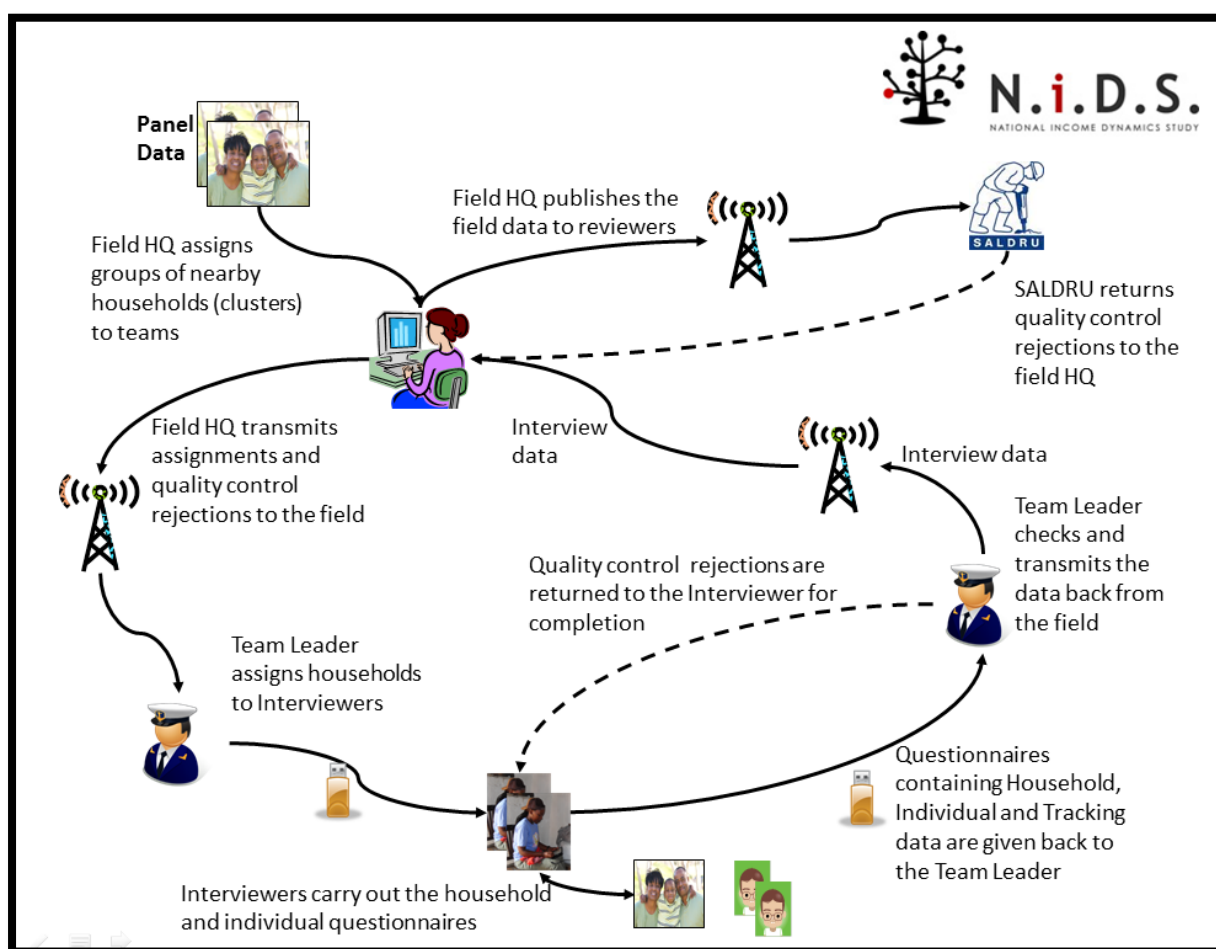 N.i.D.S.
NATIONAL INCOME DYNAMICS STUDY
Panel
Data
Field HQ publishes the
field data to reviewers
SALDRU
Field HQ assigns
groups of nearby
households (clusters)
to teams
SALDRU returns
quality control
rejections to the
field HQ
Field HQ transmits
assignments and
quality control
rejections to the field
Interview
data
Interview data
Team Leader
checks and
transmits the
data back from
the field
Quality control  rejections are
returned to the Interviewer for
completion
Team Leader
assigns households
to Interviewers
Questionnaires
containing Household,
Individual and Tracking
data are given back to
the Team Leader
Interviewers carry out the household
and individual questionnaires